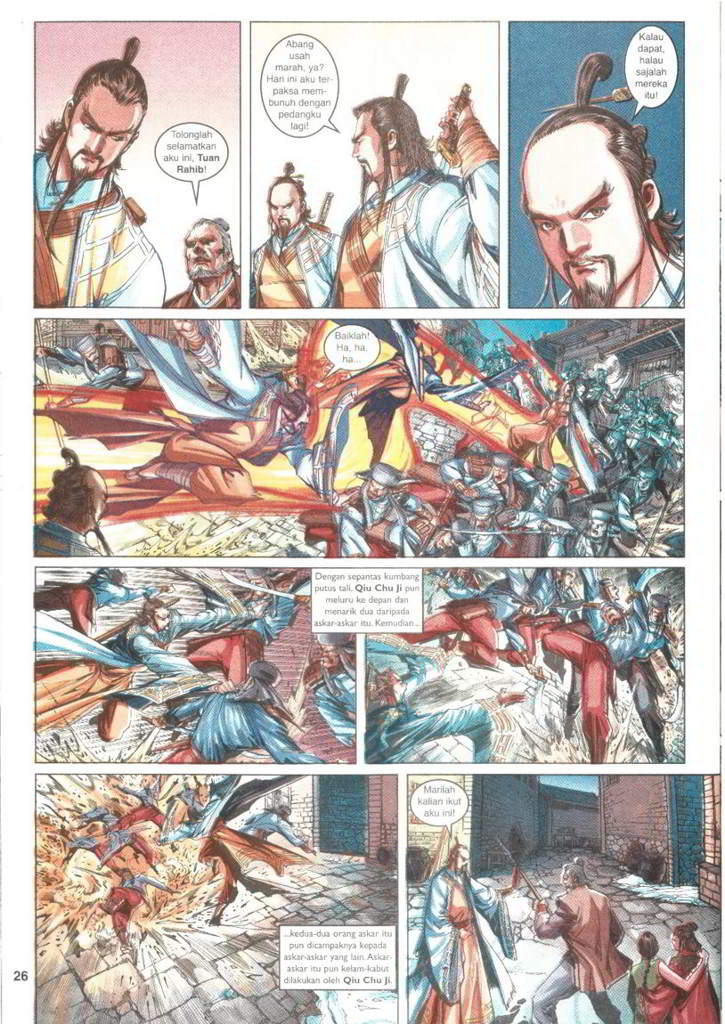 Tolonglah
selamatkan
aku ini, Tuan
Rahib!
Abang
usah
marah, ya?
Hari ini aku ter-
paksa mem-
bunuh dengan
pedangku
lagi!
Kalau
dapat,
halau
sajalah
mereka
itu!
Baiklah!
Ha, ha,
ha...
Dengan sepantas kumbang
putus tali, Qiu Chu Ji pun
meluru ke depan dan
menarik dua daripada
askar-askar itu. Kemudian...
...kedua-dua orang askar itu
pun dicampaknya kepada
askar-askar yang lain. Askar-
askar itu pun kelam-kabut
dilakukan oleh Qiu Chu Ji.
Marilah
kalian ikut
aku ini!
26